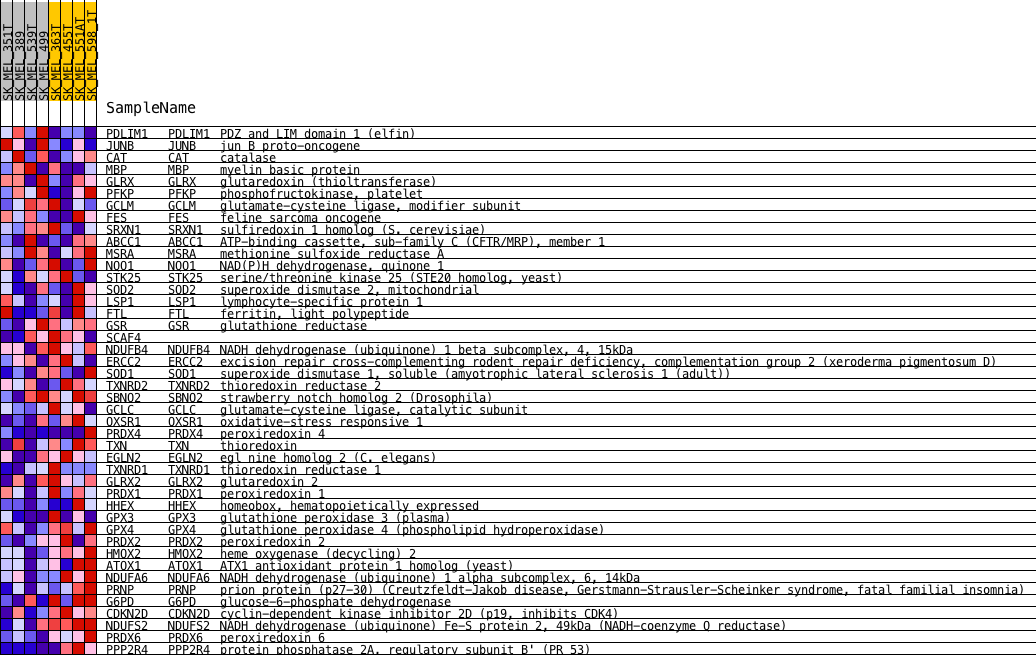 SK_MEL_351T
SK_MEL_389
SK_MEL_539T
SK_MEL_499
SK_MEL_363T
SK_MEL_455T
SK_MEL_551AT
SK_MEL_598_1T
SampleName
PDLIM1 PDLIM1 PDZ and LIM domain 1 (elfin)
JUNB JUNB jun B proto-oncogene
CAT CAT catalase
MBP MBP myelin basic protein
GLRX GLRX glutaredoxin (thioltransferase)
PFKP PFKP phosphofructokinase, platelet
GCLM GCLM glutamate-cysteine ligase, modifier subunit
FES FES feline sarcoma oncogene
SRXN1 SRXN1 sulfiredoxin 1 homolog (S. cerevisiae)
ABCC1 ABCC1 ATP-binding cassette, sub-family C (CFTR/MRP), member 1
MSRA MSRA methionine sulfoxide reductase A
NQO1 NQO1 NAD(P)H dehydrogenase, quinone 1
STK25 STK25 serine/threonine kinase 25 (STE20 homolog, yeast)
SOD2 SOD2 superoxide dismutase 2, mitochondrial
LSP1 LSP1 lymphocyte-specific protein 1
FTL FTL ferritin, light polypeptide
GSR GSR glutathione reductase
SCAF4
NDUFB4 NDUFB4 NADH dehydrogenase (ubiquinone) 1 beta subcomplex, 4, 15kDa
ERCC2 ERCC2 excision repair cross-complementing rodent repair deficiency, complementation group 2 (xeroderma pigmentosum D)
SOD1 SOD1 superoxide dismutase 1, soluble (amyotrophic lateral sclerosis 1 (adult))
TXNRD2 TXNRD2 thioredoxin reductase 2
SBNO2 SBNO2 strawberry notch homolog 2 (Drosophila)
GCLC GCLC glutamate-cysteine ligase, catalytic subunit
OXSR1 OXSR1 oxidative-stress responsive 1
PRDX4 PRDX4 peroxiredoxin 4
TXN TXN thioredoxin
EGLN2 EGLN2 egl nine homolog 2 (C. elegans)
TXNRD1 TXNRD1 thioredoxin reductase 1
GLRX2 GLRX2 glutaredoxin 2
PRDX1 PRDX1 peroxiredoxin 1
HHEX HHEX homeobox, hematopoietically expressed
GPX3 GPX3 glutathione peroxidase 3 (plasma)
GPX4 GPX4 glutathione peroxidase 4 (phospholipid hydroperoxidase)
PRDX2 PRDX2 peroxiredoxin 2
HMOX2 HMOX2 heme oxygenase (decycling) 2
ATOX1 ATOX1 ATX1 antioxidant protein 1 homolog (yeast)
NDUFA6 NDUFA6 NADH dehydrogenase (ubiquinone) 1 alpha subcomplex, 6, 14kDa
PRNP PRNP prion protein (p27-30) (Creutzfeldt-Jakob disease, Gerstmann-Strausler-Scheinker syndrome, fatal familial insomnia)
G6PD G6PD glucose-6-phosphate dehydrogenase
CDKN2D CDKN2D cyclin-dependent kinase inhibitor 2D (p19, inhibits CDK4)
NDUFS2 NDUFS2 NADH dehydrogenase (ubiquinone) Fe-S protein 2, 49kDa (NADH-coenzyme Q reductase)
PRDX6 PRDX6 peroxiredoxin 6
PPP2R4 PPP2R4 protein phosphatase 2A, regulatory subunit B' (PR 53)